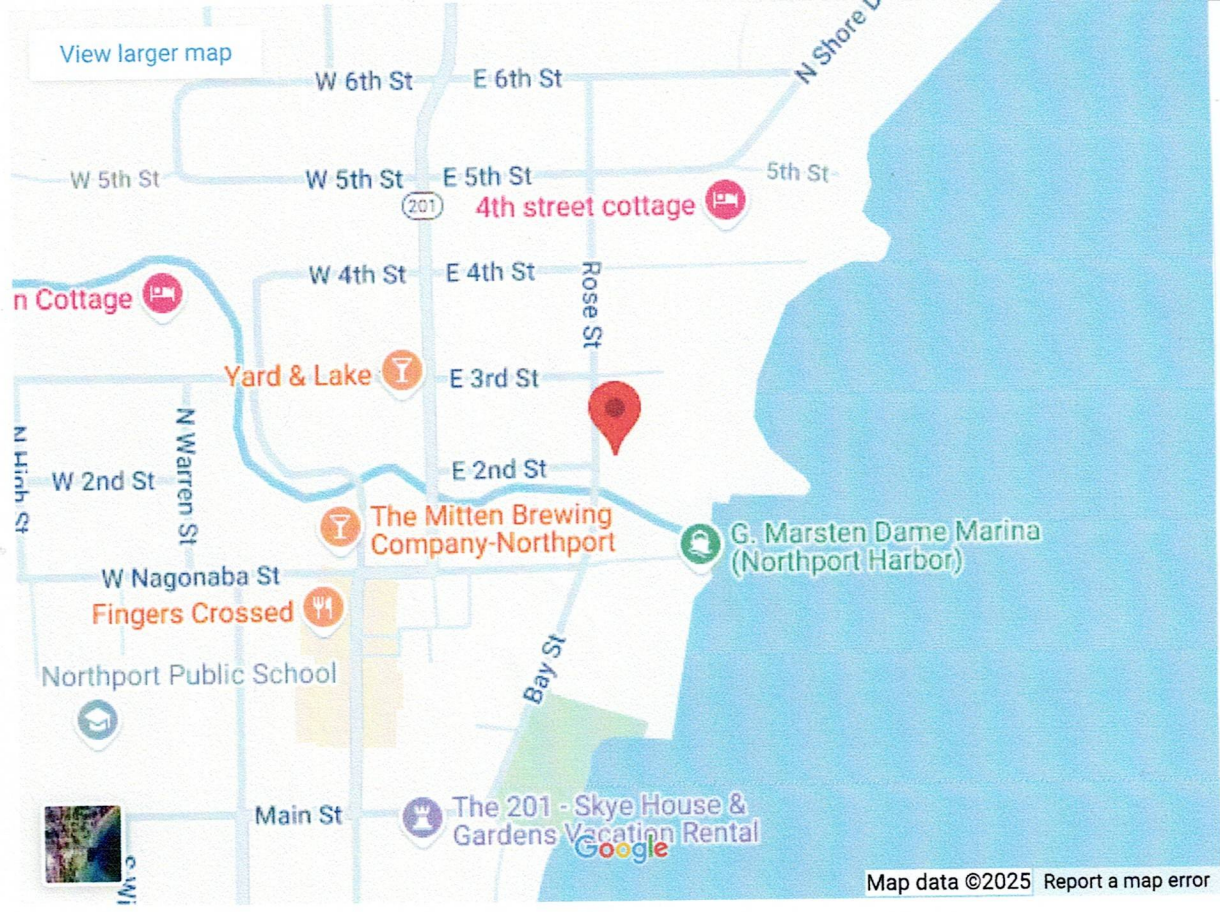 View larger map
N Shore D
W 6th St
E 6th St
W 5th St
W 5th St
E 5th St
5th St
201
4th street cottage
W 4th St
E 4th St
n Cottage
Rose St
Yard & Lake
E 3rd St
N High St
N Warren St
W 2nd St
E 2nd St
The Mitten Brewing
Company-Northport
G. Marsten Dame Marina
(Northport Harbor)
W Nagonaba St
Fingers Crossed
Bay St
Northport Public School
Main St
The 201 - Skye House &
Gardens Vacation Rental
Google
S Wi
Map data ©2025
Report a map error